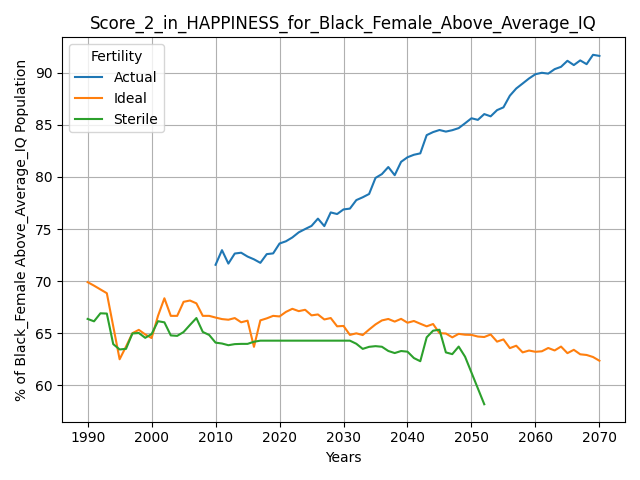 Score_2_in_HAPPINESS_for_Black_Female_Above_Average_IQ
Fertility
Actual
Ideal
Sterile
% of Black_Female Above_Average_IQ Population
90
85
80
75
70
65
60
1990 2000 2010 2020 2030 2040 2050 2060 2070
Years